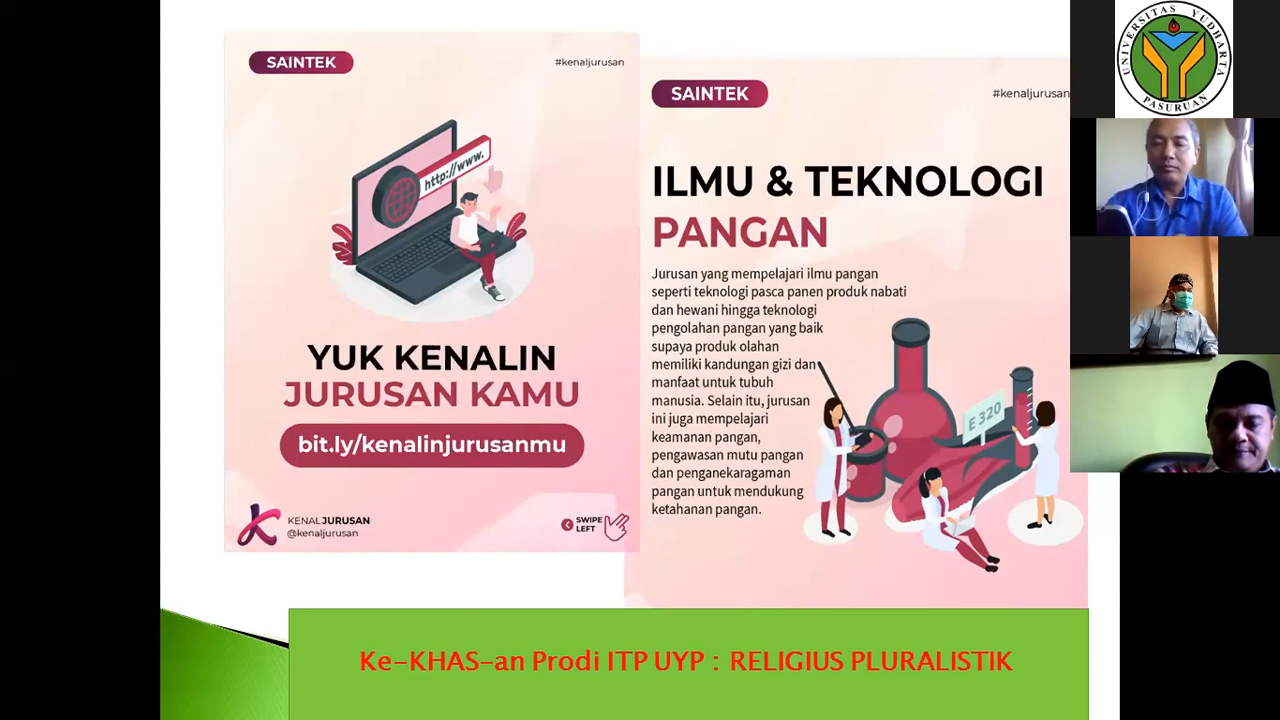 SAINTEK
#kenaljurusan
http://www.
YUK KENALIN
JURUSAN KAMU
bit.ly/kenalinjurusanmu
KENALJURUSAN
@kenaljurusan
SWIPE
LEFT
SAINTEK
#kenaljurusan
ILMU & TEKNOLOGI
PANGAN
Jurusan yang mempelajari ilmu pangan
seperti teknologi pasca panen produk nabati
dan hewani hingga teknologi
pengolahan pangan yang baik
supaya produk olahan
memiliki kandungan gizi dan
manfaat untuk tubuh
manusia. Selain itu, jurusan
ini juga mempelajari
keamanan pangan,
pengawasan mutu pangan
dan penganekaragaman
pangan untuk mendukung
ketahanan pangan.
E 320
Ke-KHAS-an Prodi ITP UYP : RELIGIUS PLURALISTIK
UNIVERSITAS YUDHARTA
PASURUAN